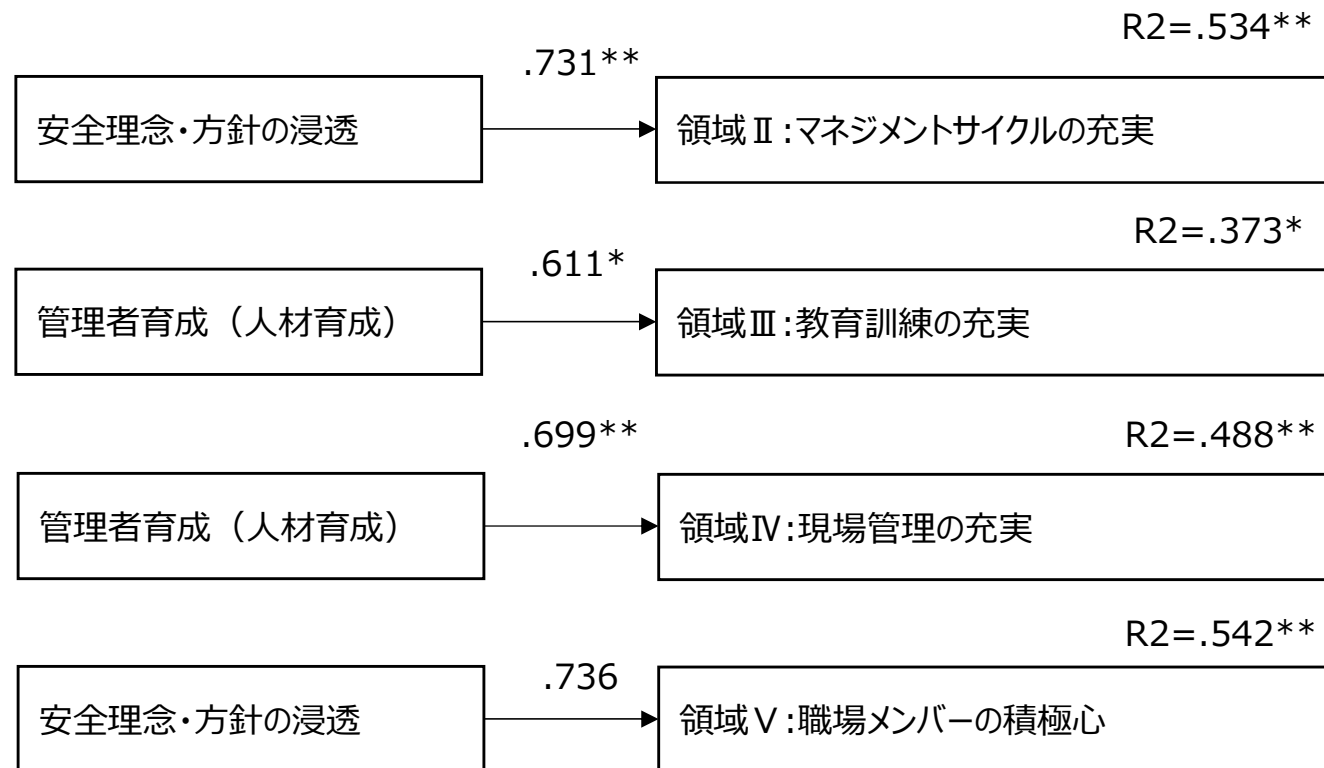 R2=.534**
.731**
安全理念・方針の浸透
領域Ⅱ:マネジメントサイクルの充実
R2=.373*
.611*
管理者育成（人材育成）
領域Ⅲ:教育訓練の充実
.699**
R2=.488**
管理者育成（人材育成）
領域Ⅳ:現場管理の充実
R2=.542**
.736
安全理念・方針の浸透
領域Ⅴ:職場メンバーの積極心